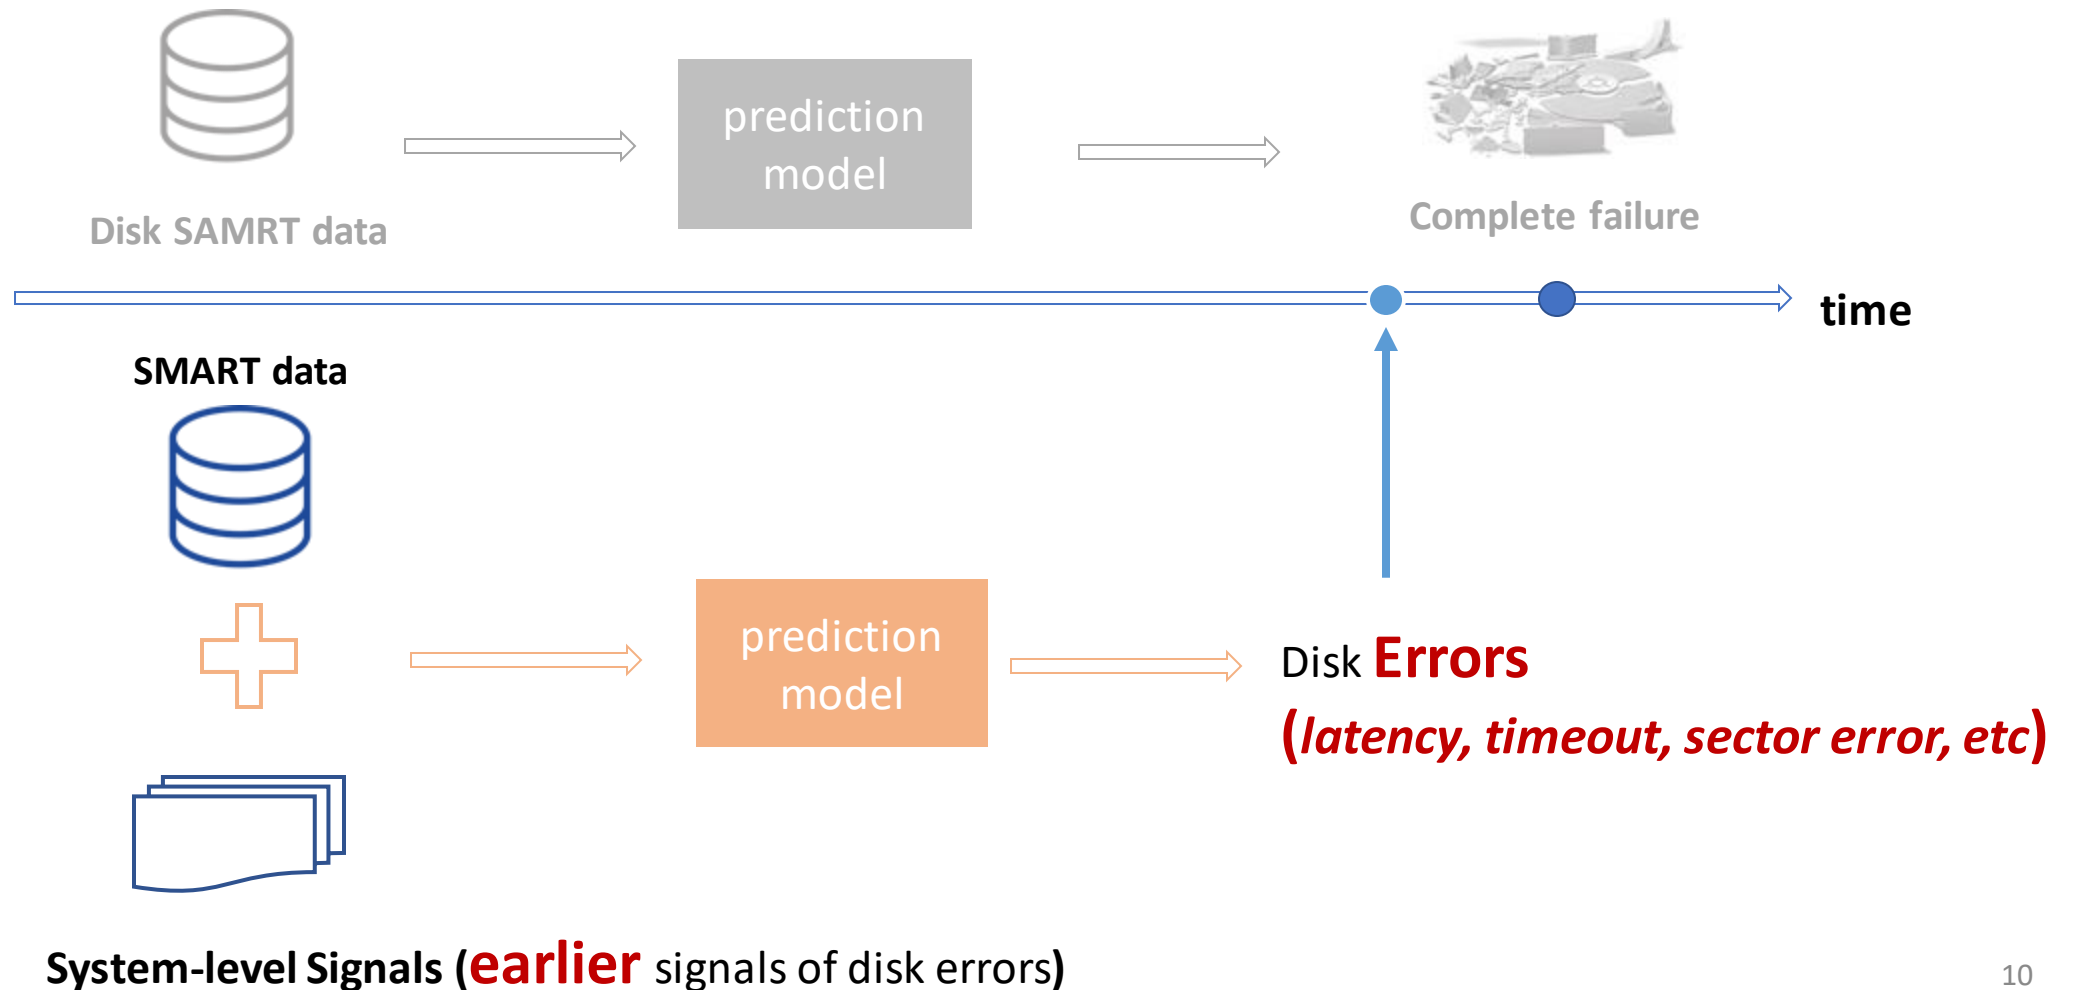 prediction
model
Disk SAMRT data
Complete failure
time
SMART data
prediction
model
Disk Errors
(latency, timeout, sector error, etc)
System-level Signals (earlier signals of disk errors)
10